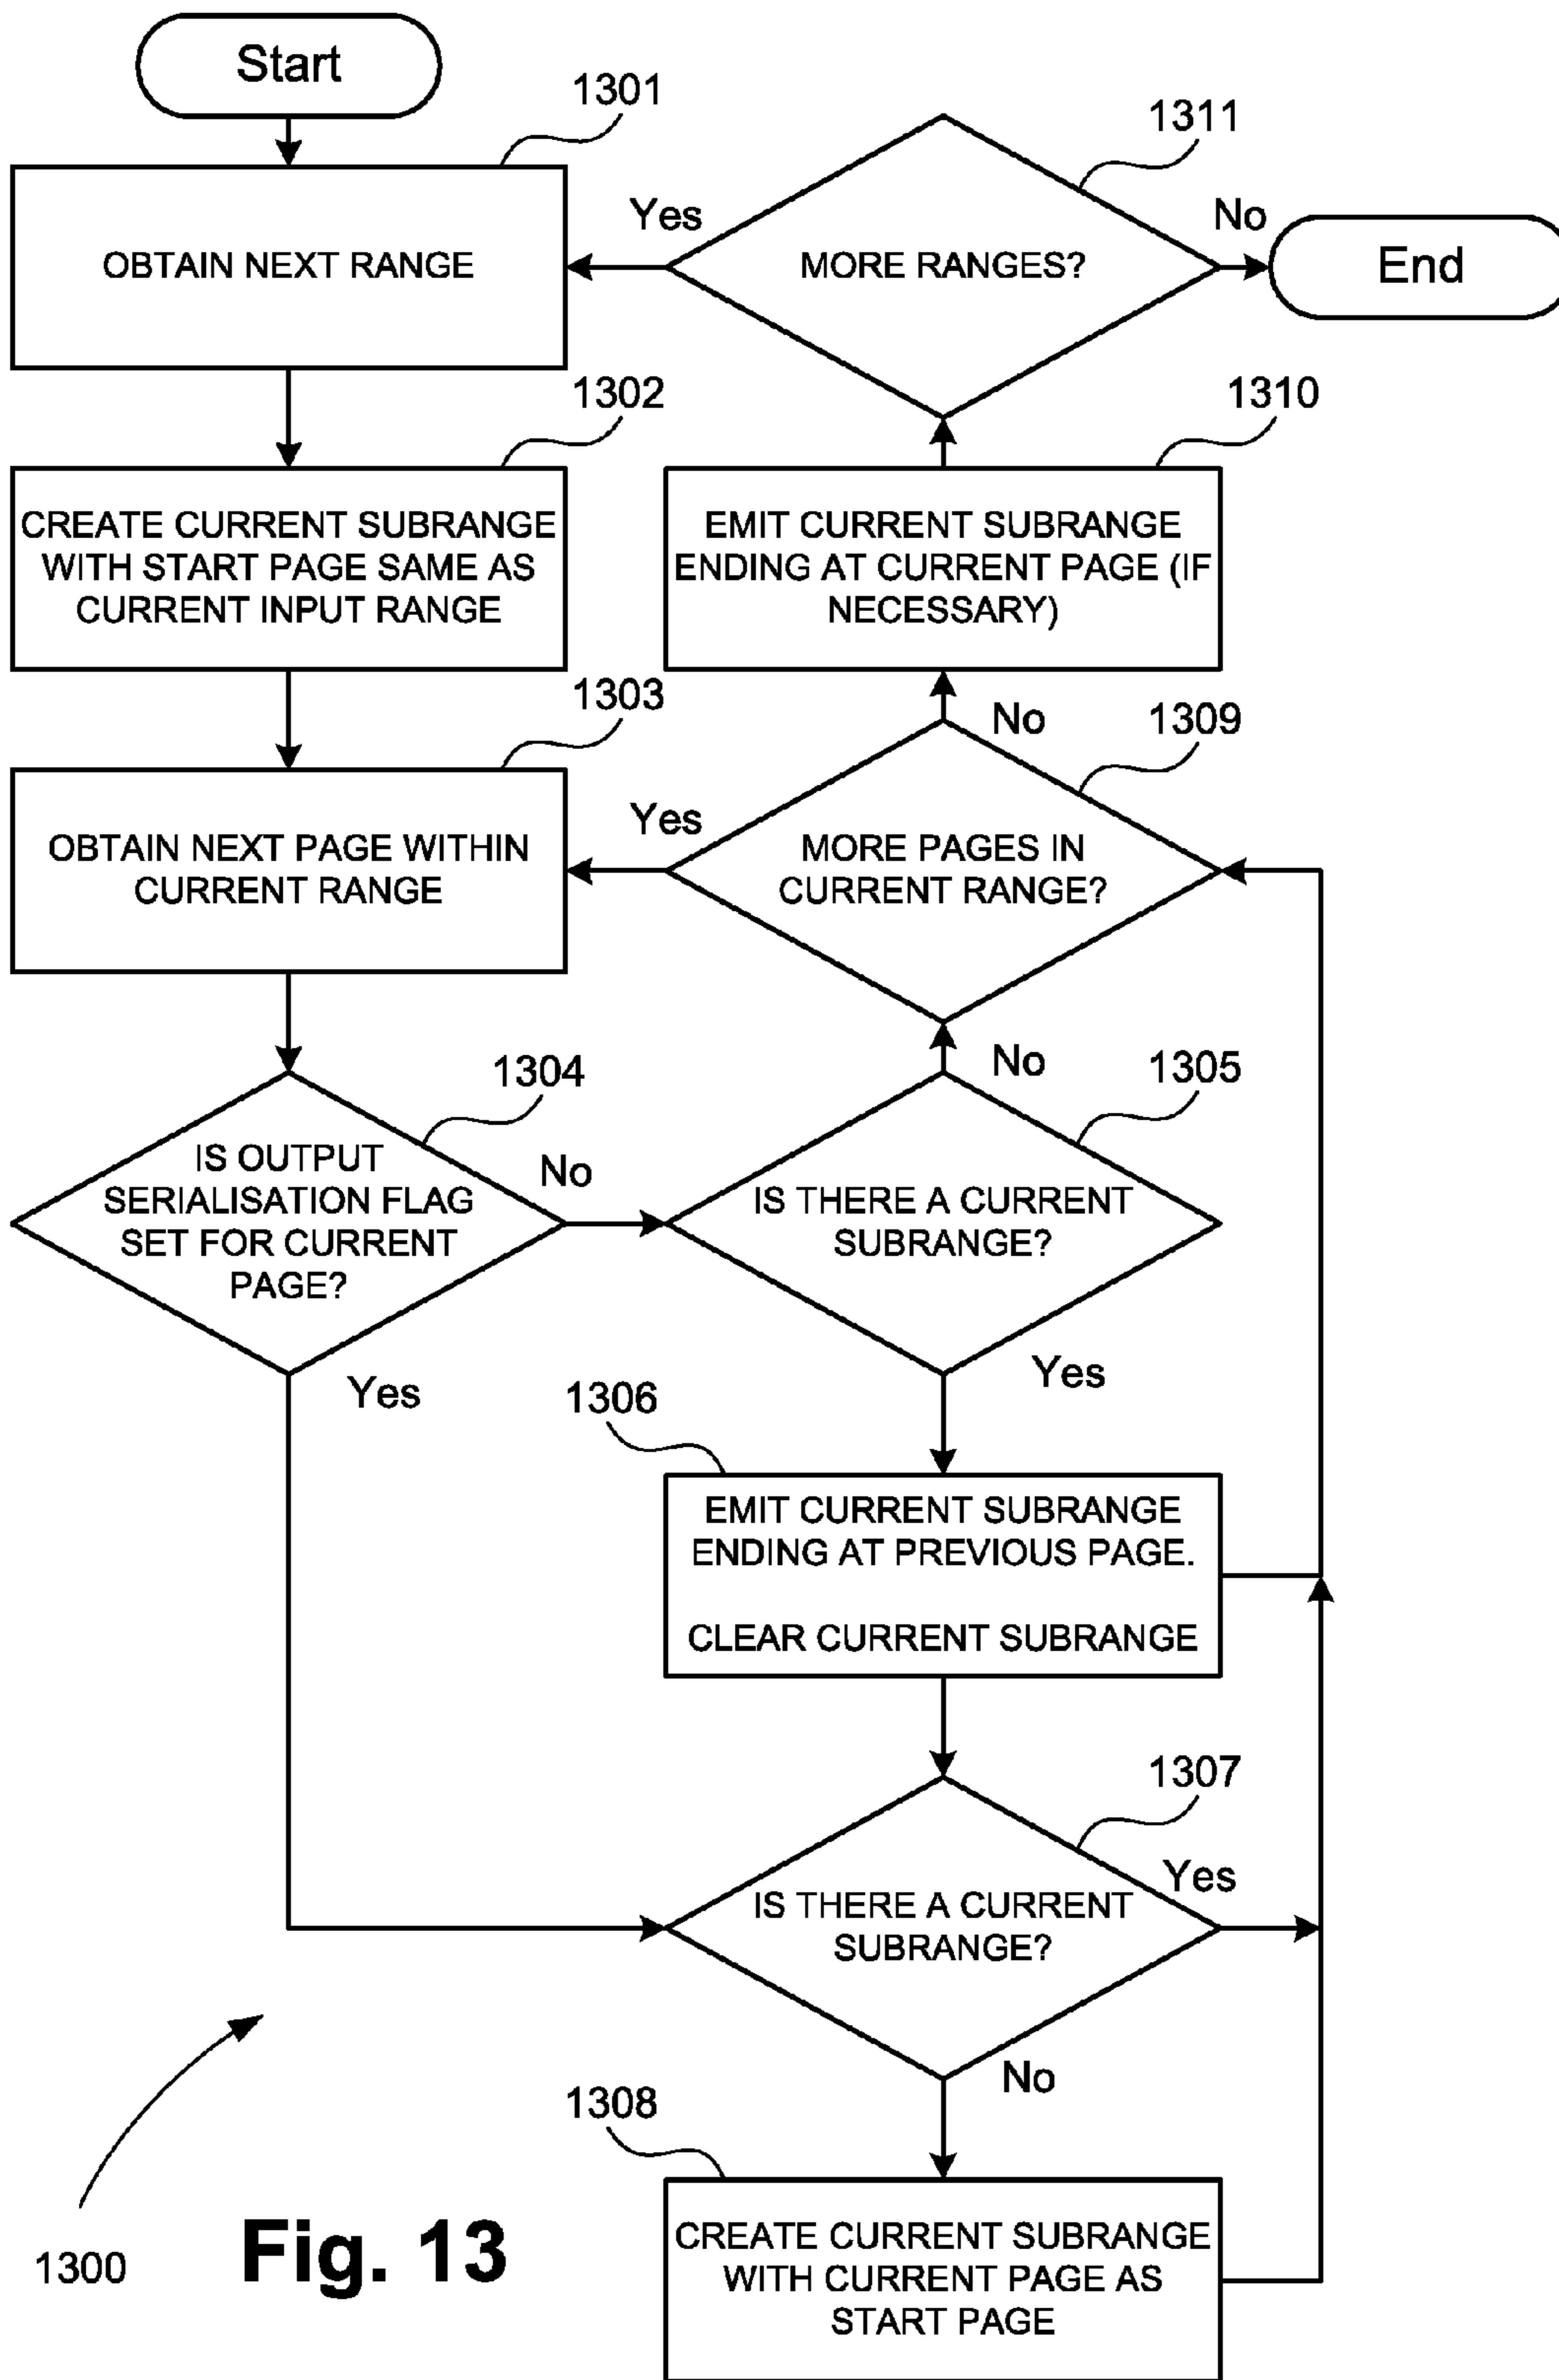 Start
1301
OBTAIN NEXT RANGE
1311
Yes
MORE RANGES?
No
End
1302
CREATE CURRENT SUBRANGE
WITH START PAGE SAME AS
CURRENT INPUT RANGE
1310
EMIT CURRENT SUBRANGE
ENDING AT CURRENT PAGE (IF
NECESSARY)
1303
OBTAIN NEXT PAGE WITHIN
CURRENT RANGE
No
1309
Yes
MORE PAGES IN
CURRENT RANGE?
1304
IS OUTPUT
SERIALISATION FLAG
SET FOR CURRENT
PAGE?
No
Yes
No
1305
IS THERE A CURRENT
SUBRANGE?
Yes
1306
EMIT CURRENT SUBRANGE
ENDING AT PREVIOUS PAGE.
CLEAR CURRENT SUBRANGE
1307
IS THERE A CURRENT
SUBRANGE?
Yes
No
1308
CREATE CURRENT SUBRANGE
WITH CURRENT PAGE AS
START PAGE
1300
Fig. 13